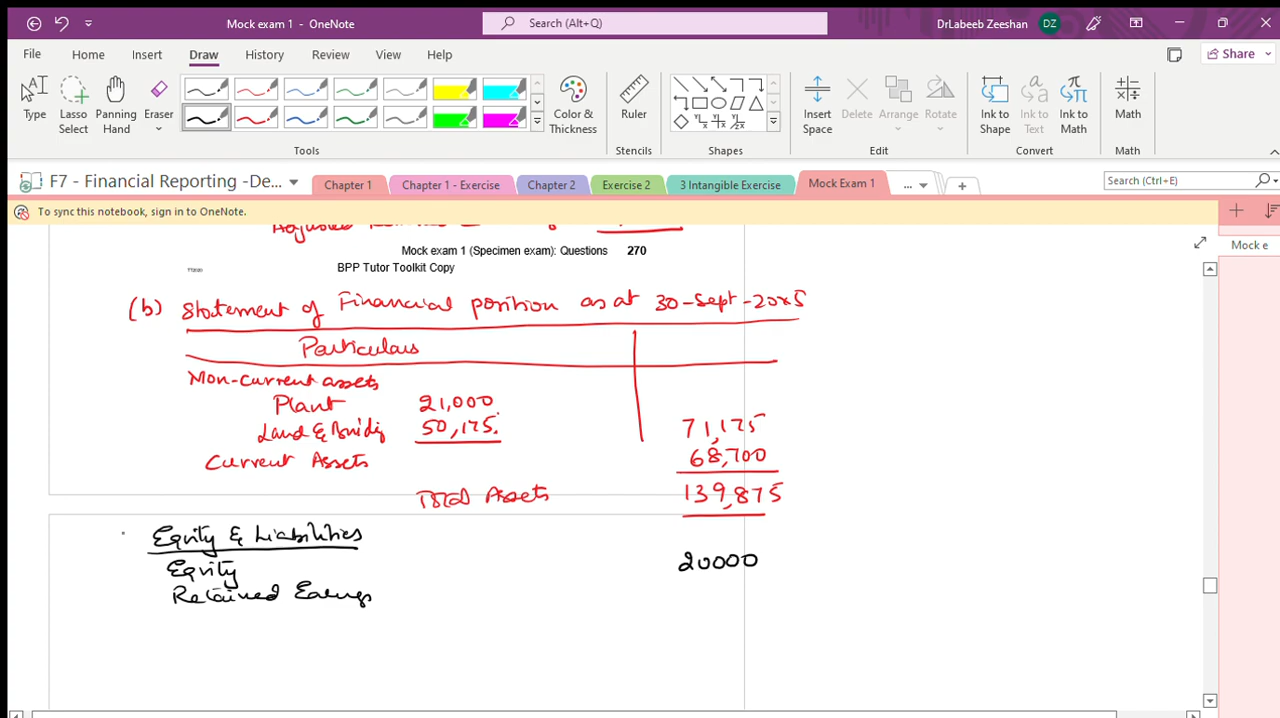 Mock exam 1 - OneNote
Search (Alt+Q)
DrLabeeb Zeeshan DZ
File Home Insert Draw History Review View Help
Share
Type
Lasso Select
Panning Hand
Eraser
Color & Thickness
Ruler
Insert Space
Delete
Arrange
Rotate
Ink to Shape
Ink to Text
Ink to Math
Math
Tools Stencils Shapes Edit Convert Math
F7 - Financial Reporting -De...
Chapter 1 Chapter 1 - Exercise Chapter 2 Exercise 2 3 Intangible Exercise Mock Exam 1 ...
Search (Ctrl+E)
To sync this notebook, sign in to OneNote.
Mock e
Adjusted
Mock exam 1 (Specimen exam): Questions 270
BPP Tutor Toolkit Copy
(b) Statement of Financial position as at 30-Sept-20x5
Particulars
Non-current assets
Plant 21,000
50,175 71,175
Current Assets 68,700
Total Assets 139,875
Equity & Liabilities
Equity 20000
Retained